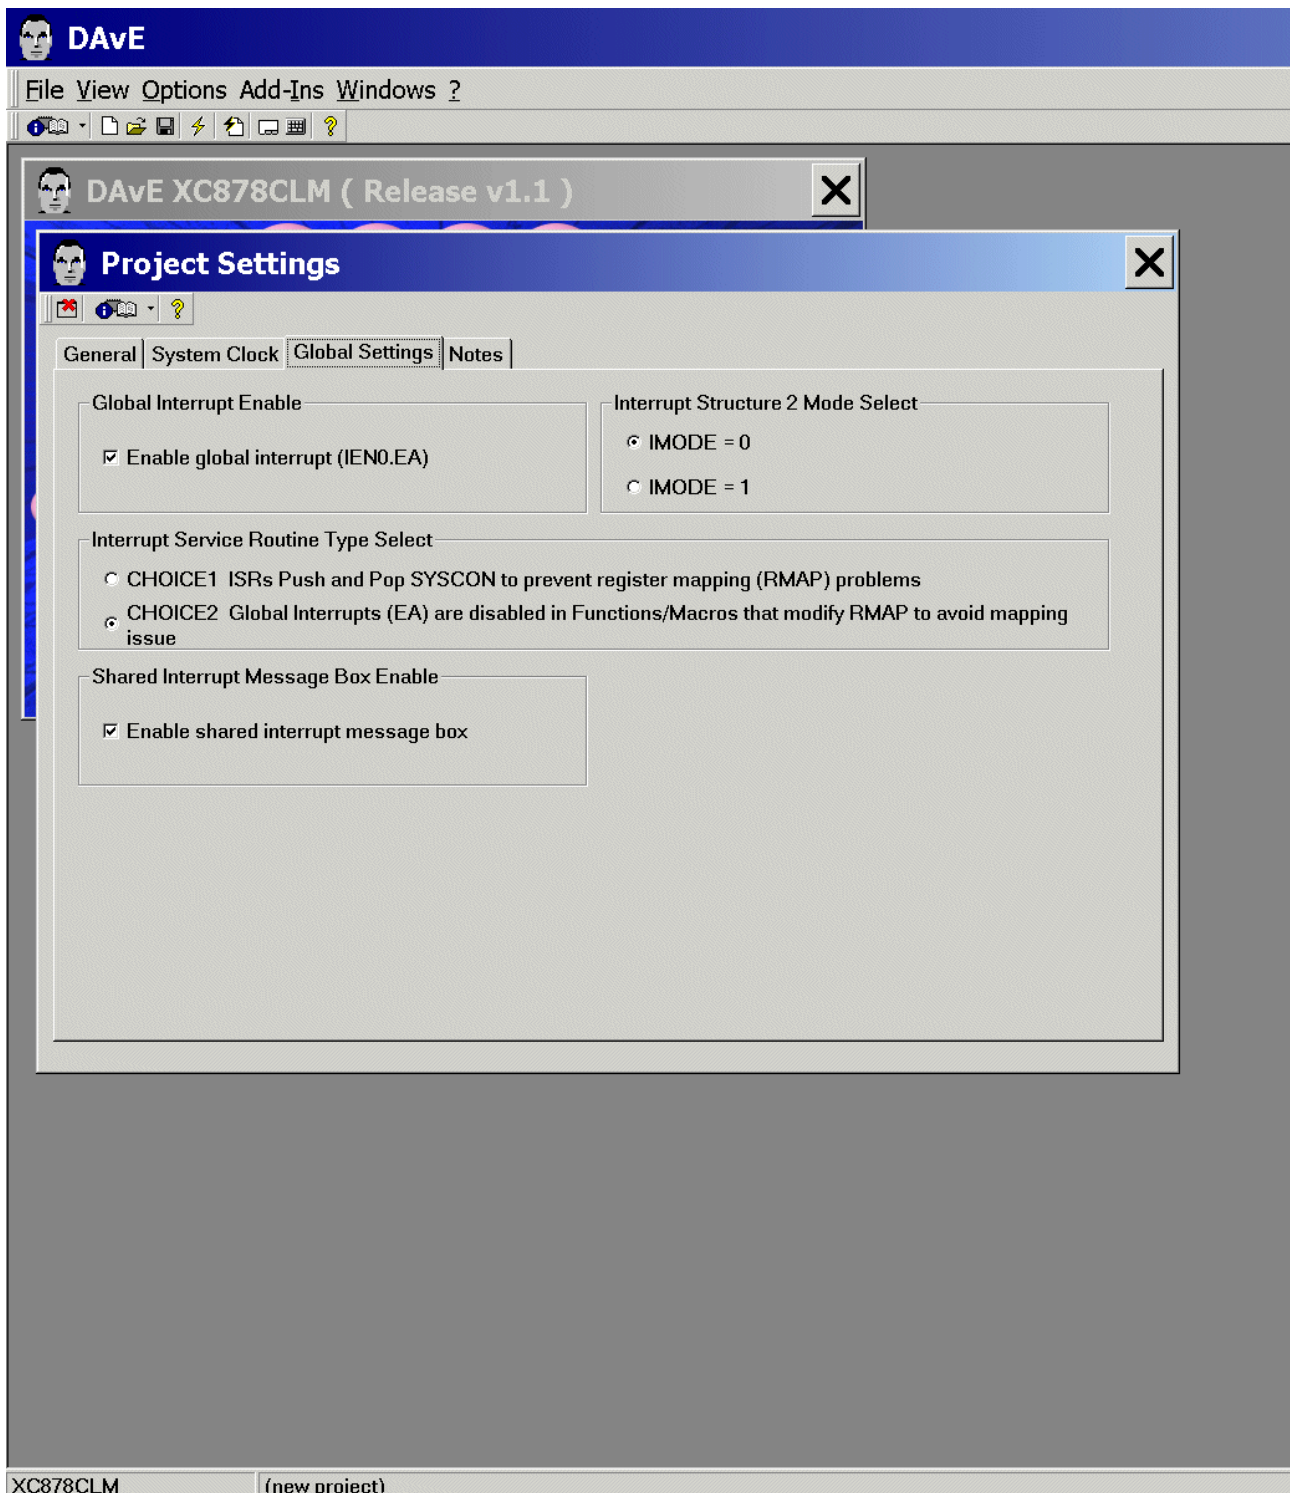 DAvE
File View Options Add-Ins Windows ?
DAvE XC878CLM ( Release v1.1 )
Project Settings
General System Clock Global Settings Notes
Global Interrupt Enable
Enable global interrupt (IEN0.EA)
Interrupt Structure 2 Mode Select
IMODE = 0
IMODE = 1
Interrupt Service Routine Type Select
CHOICE1 ISRs Push and Pop SYSCON to prevent register mapping (RMAP) problems
CHOICE2 Global Interrupts (EA) are disabled in Functions/Macros that modify RMAP to avoid mapping
issue
Shared Interrupt Message Box Enable
Enable shared interrupt message box
XC878CLM (new project)